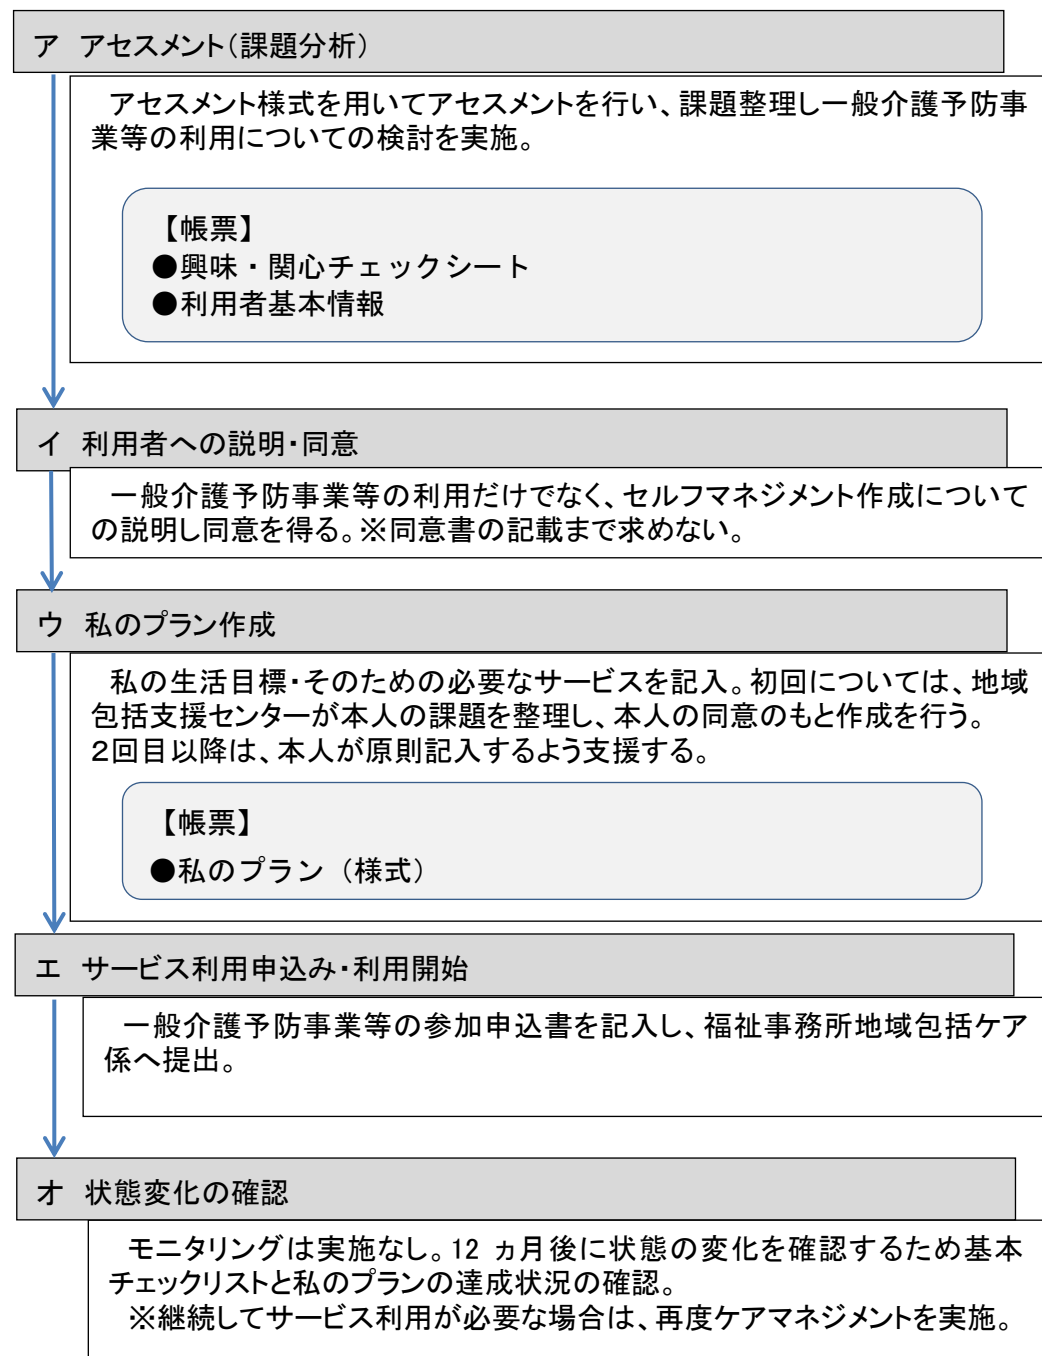 ア　アセスメント（課題分析）
アセスメント様式を用いてアセスメントを行い、課題整理し一般介護予防事
業等の利用についての検討を実施。
【帳票】
●興味・関心チェックシート
●利用者基本情報
イ　利用者への説明・同意
一般介護予防事業等の利用だけでなく、セルフマネジメント作成について
の説明し同意を得る。※同意書の記載まで求めない。
ウ　私のプラン作成
私の生活目標・そのための必要なサービスを記入。初回については、地域
包括支援センターが本人の課題を整理し、本人の同意のもと作成を行う。
２回目以降は、本人が原則記入するよう支援する。
【帳票】
●私のプラン（様式）
エ　サービス利用申込み・利用開始
一般介護予防事業等の参加申込書を記入し、福祉事務所地域包括ケア
係へ提出。
オ　状態変化の確認
モニタリングは実施なし。12 ヵ月後に状態の変化を確認するため基本
チェックリストと私のプランの達成状況の確認。
※継続してサービス利用が必要な場合は、再度ケアマネジメントを実施。